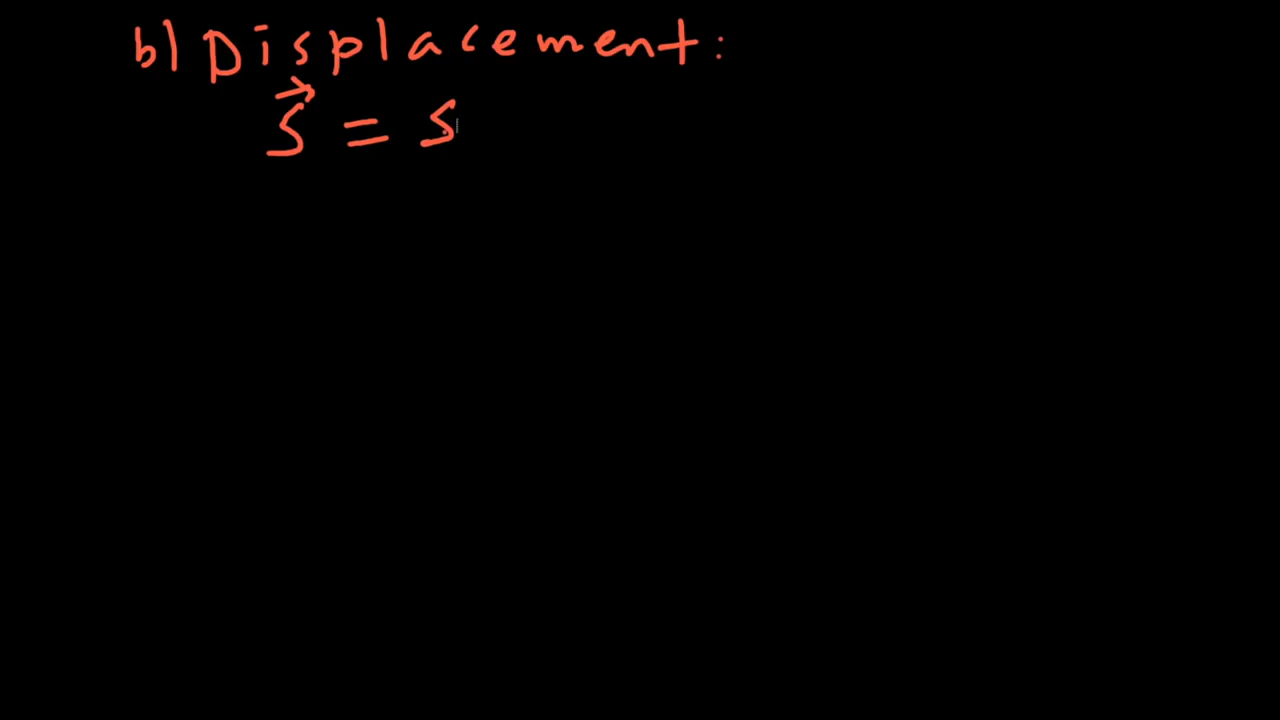 b) Displacement:
s⃗ = s